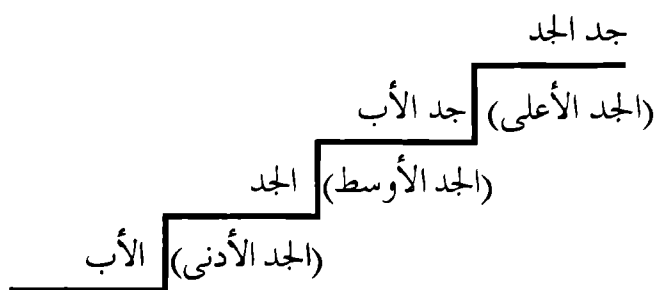 جد الجد
جد الأب (الجد الأعلى)
الجد (الجد الأوسط)
الأب (الجد الأدنى)